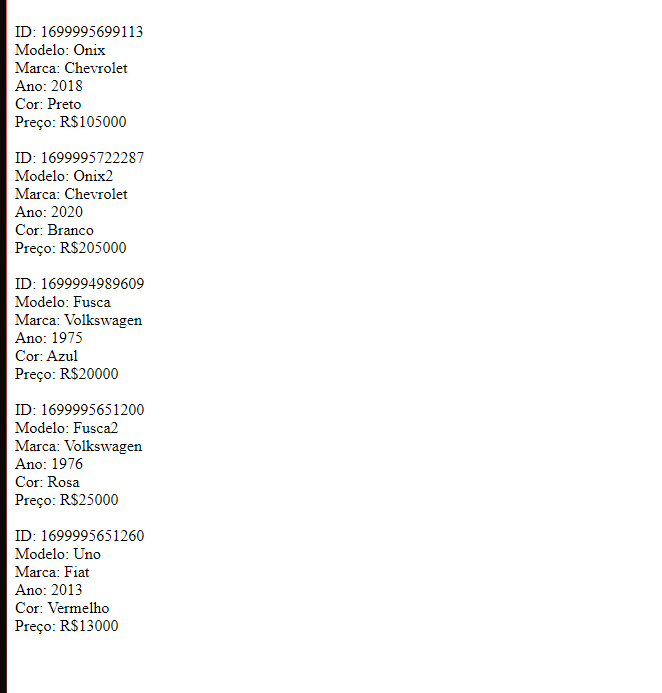 ID: 1699995699113
Modelo: Onix
Marca: Chevrolet
Ano: 2018
Cor: Preto
Preço: R$105000
ID: 1699995722287
Modelo: Onix2
Marca: Chevrolet
Ano: 2020
Cor: Branco
Preço: R$205000
ID: 1699994989609
Modelo: Fusca
Marca: Volkswagen
Ano: 1975
Cor: Azul
Preço: R$20000
ID: 1699995651200
Modelo: Fusca2
Marca: Volkswagen
Ano: 1976
Cor: Rosa
Preço: R$25000
ID: 1699995651260
Modelo: Uno
Marca: Fiat
Ano: 2013
Cor: Vermelho
Preço: R$13000